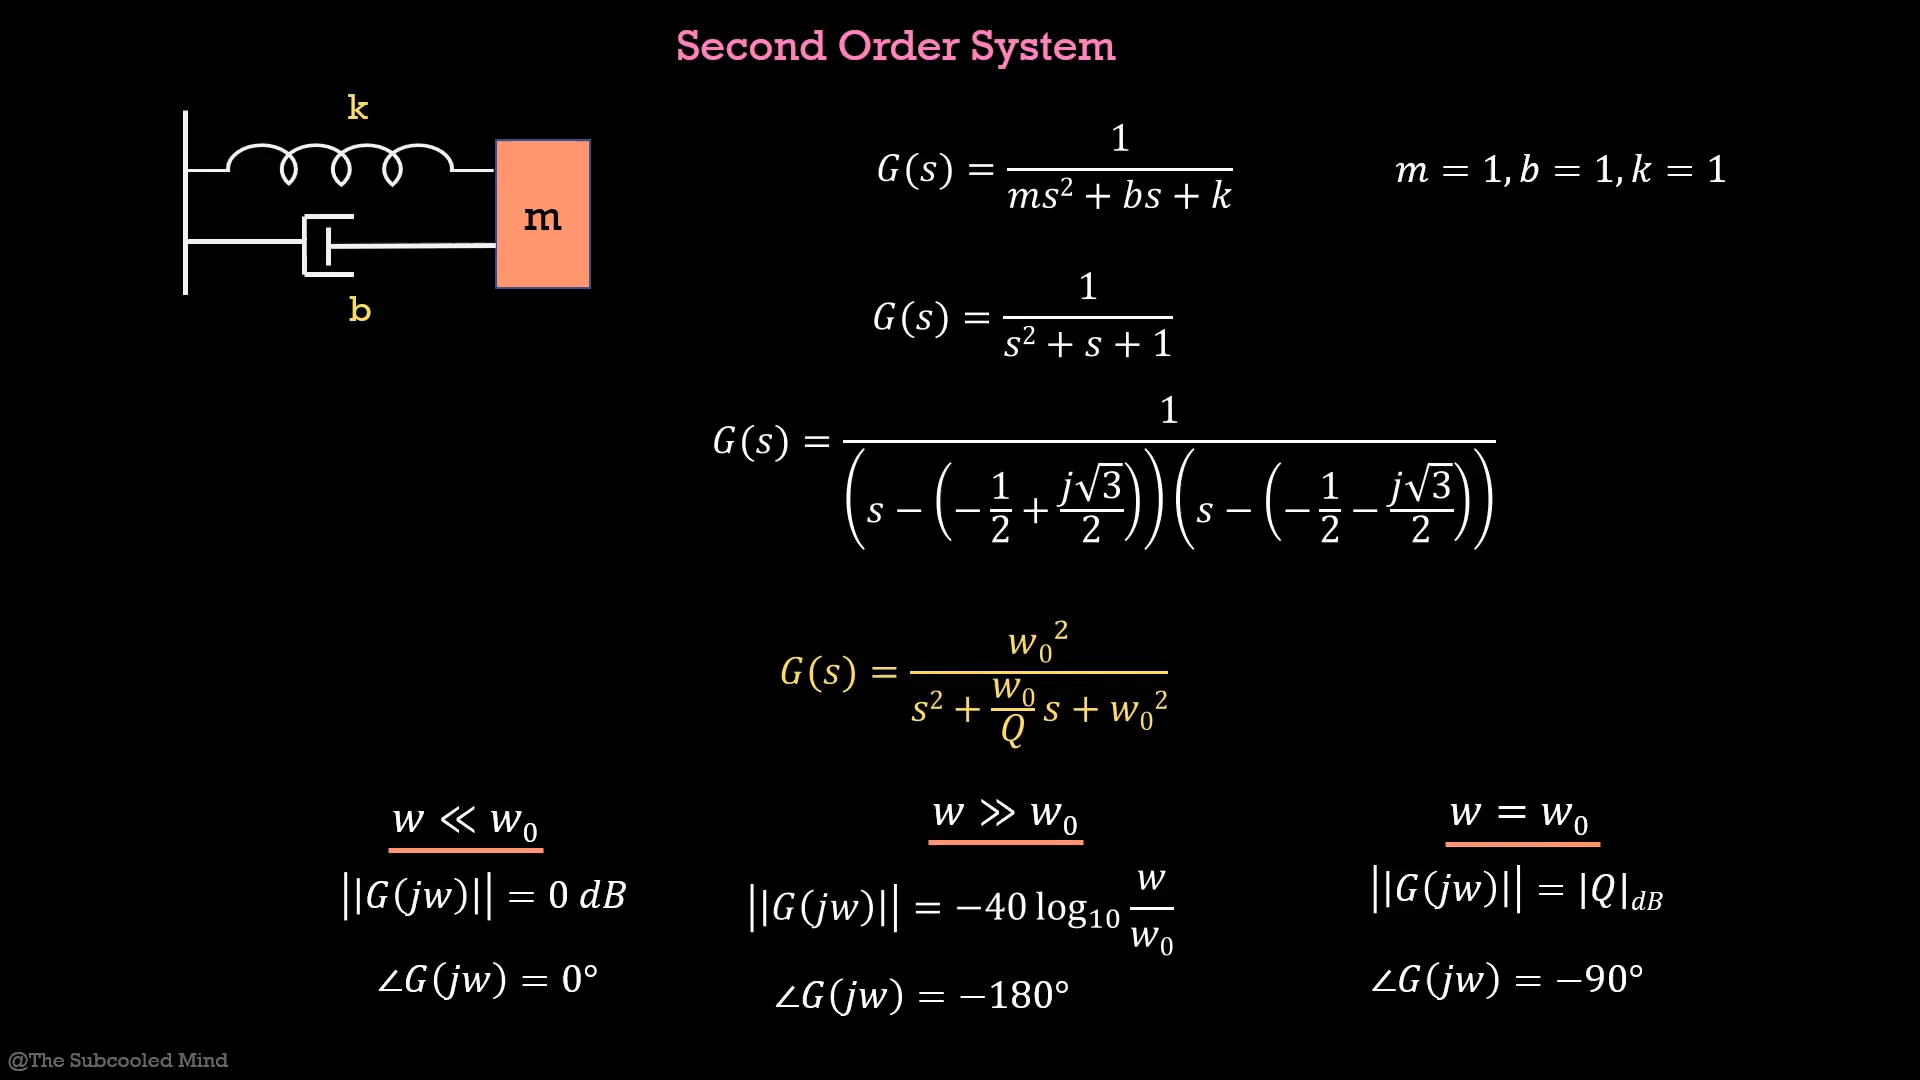 Second Order System
k
m
b
G(s) = 1/(ms² + bs + k)
m = 1, b = 1, k = 1
G(s) = 1/(s² + s + 1)
G(s) = 1/((s − (−1/2 + j√3/2))(s − (−1/2 − j√3/2)))
G(s) = w₀²/(s² + (w₀/Q)s + w₀²)
w ≪ w₀
||G(jw)|| = 0 dB
∠G(jw) = 0°
w ≫ w₀
||G(jw)|| = −40 log₁₀ w/w₀
∠G(jw) = −180°
w = w₀
||G(jw)|| = |Q|dB
∠G(jw) = −90°
@The Subcooled Mind